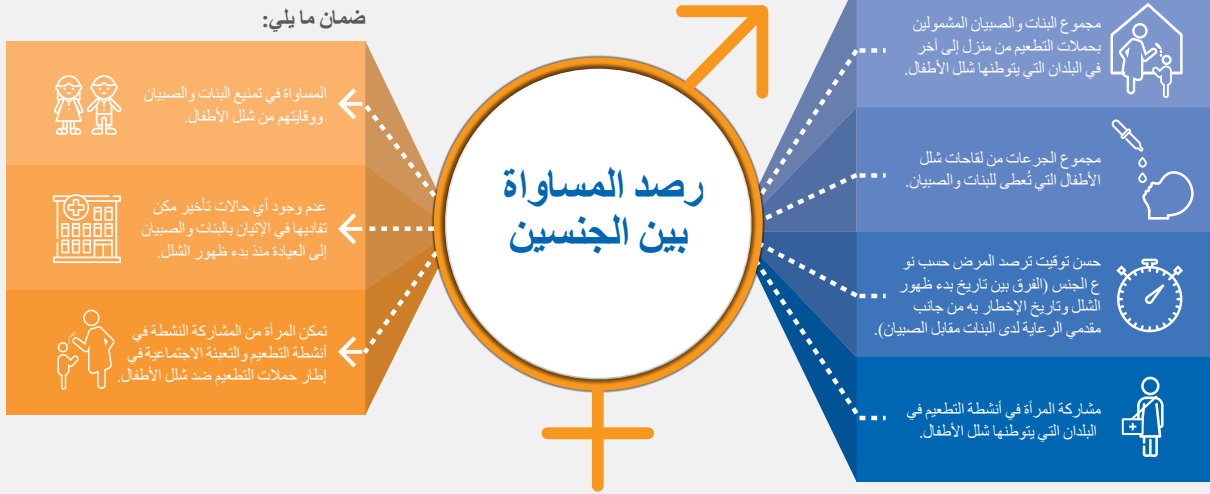 مجموع البنات والصبيان المشمولين
بحملات التطعيم من منزل إلى آخر
في البلدان التي يتوطنها شلل الأطفال.
مجموع الجرعات من لقاحات شلل
الأطفال التي تُعطى للبنات والصبيان.
حسن توقيت ترصد المرض حسب نو
ع الجنس (الفرق بين تاريخ بدء ظهور
الشلل وتاريخ الإخطار به من جانب
مقدمي الرعاية لدى البنات مقابل الصبيان).
مشاركة المرأة في أنشطة التطعيم في
البلدان التي يتوطنها شلل الأطفال.
رصد المساواة
بين الجنسين
ضمان ما يلي:
المساواة في تمنيع البنات والصبيان
ووقايتهم من شلل الأطفال.
عدم وجود أي حالات تأخير مكن
تفاديها في الإتيان بالبنات والصبيان
إلى العيادة منذ بدء ظهور الشلل.
تمكن المرأة من المشاركة النشطة في
أنشطة التطعيم والتعبئة الاجتماعية في
إطار حملات التطعيم ضد شلل الأطفال.